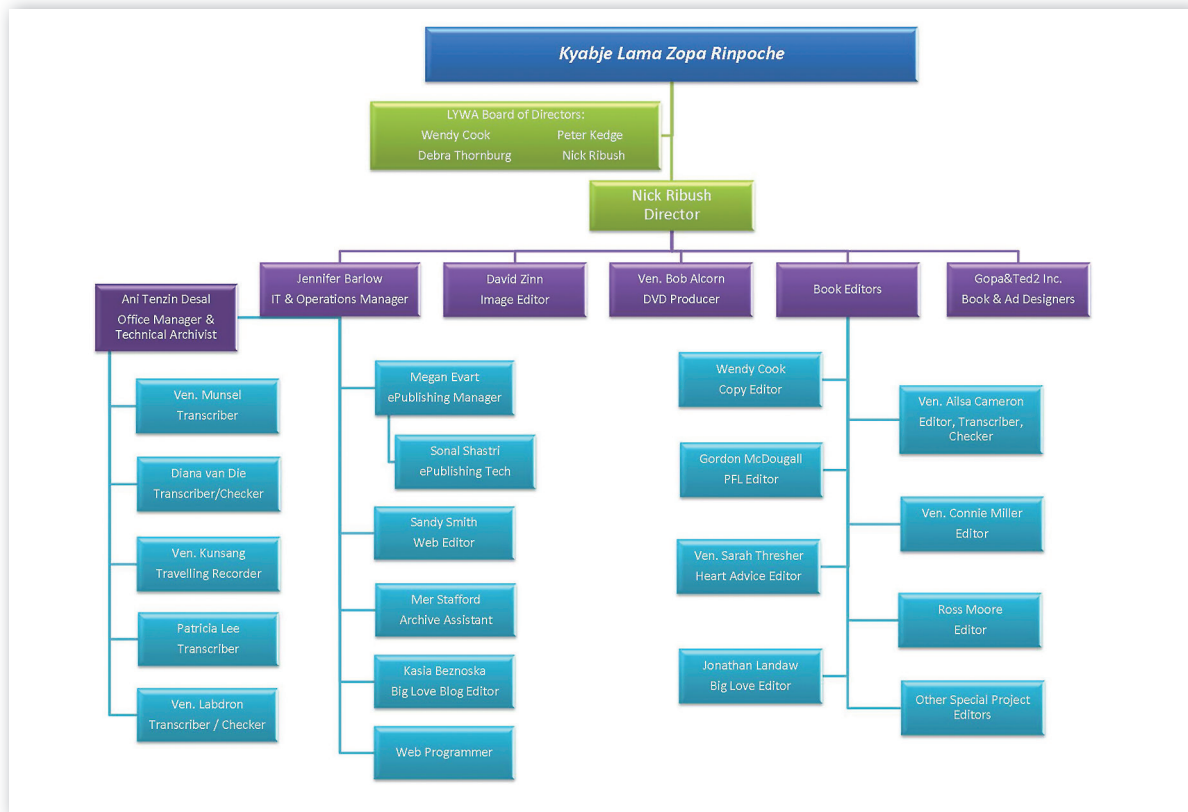 Kyabje Lama Zopa Rinpoche
LYWA Board of Directors:
Wendy Cook Peter Kedge
Debra Thornburg Nick Ribush
Nick Ribush
Director
Jennifer Barlow
IT & Operations Manager
David Zinn
Image Editor
Ven. Bob Alcorn
DVD Producer
Book Editors
Gopa&Ted2 Inc.
Book & Ad Designers
Ani Tenzin Desal
Office Manager &
Technical Archivist
Ven. Munsel
Transcriber
Diana van Die
Transcriber/Checker
Ven. Kunsang
Travelling Recorder
Patricia Lee
Transcriber
Ven. Labdron
Transcriber / Checker
Megan Evart
ePublishing Manager
Sonal Shastri
ePublishing Tech
Sandy Smith
Web Editor
Mer Stafford
Archive Assistant
Kasia Beznoska
Big Love Blog Editor
Web Programmer
Wendy Cook
Copy Editor
Gordon McDougall
PFL Editor
Ven. Sarah Thresher
Heart Advice Editor
Jonathan Landaw
Big Love Editor
Ven. Ailsa Cameron
Editor, Transcriber,
Checker
Ven. Connie Miller
Editor
Ross Moore
Editor
Other Special Project
Editors